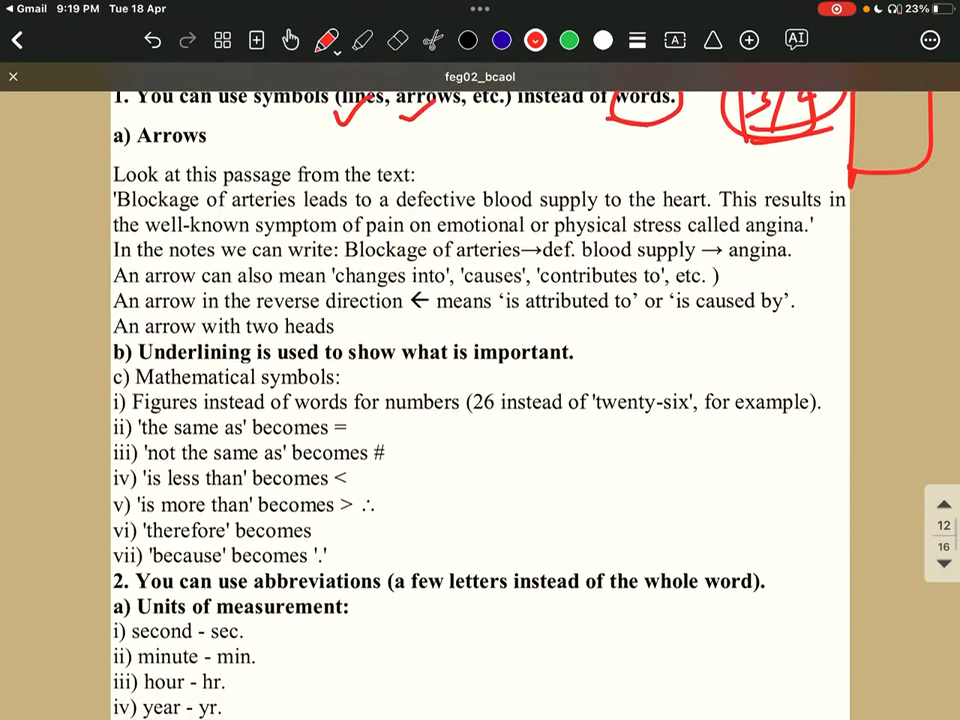 Gmail 9:19 PM Tue 18 Apr 23%
A AI
feg02_bcaol
1. You can use symbols (lines, arrows, etc.) instead of words.
3/4
a) Arrows
Look at this passage from the text:
'Blockage of arteries leads to a defective blood supply to the heart. This results in
the well-known symptom of pain on emotional or physical stress called angina.'
In the notes we can write: Blockage of arteries→def. blood supply → angina.
An arrow can also mean 'changes into', 'causes', 'contributes to', etc. )
An arrow in the reverse direction ← means ‘is attributed to’ or ‘is caused by’.
An arrow with two heads
b) Underlining is used to show what is important.
c) Mathematical symbols:
i) Figures instead of words for numbers (26 instead of 'twenty-six', for example).
ii) 'the same as' becomes =
iii) 'not the same as' becomes #
iv) 'is less than' becomes <
v) 'is more than' becomes > ∴
vi) 'therefore' becomes
vii) 'because' becomes '.'
12
16
2. You can use abbreviations (a few letters instead of the whole word).
a) Units of measurement:
i) second - sec.
ii) minute - min.
iii) hour - hr.
iv) year - yr.